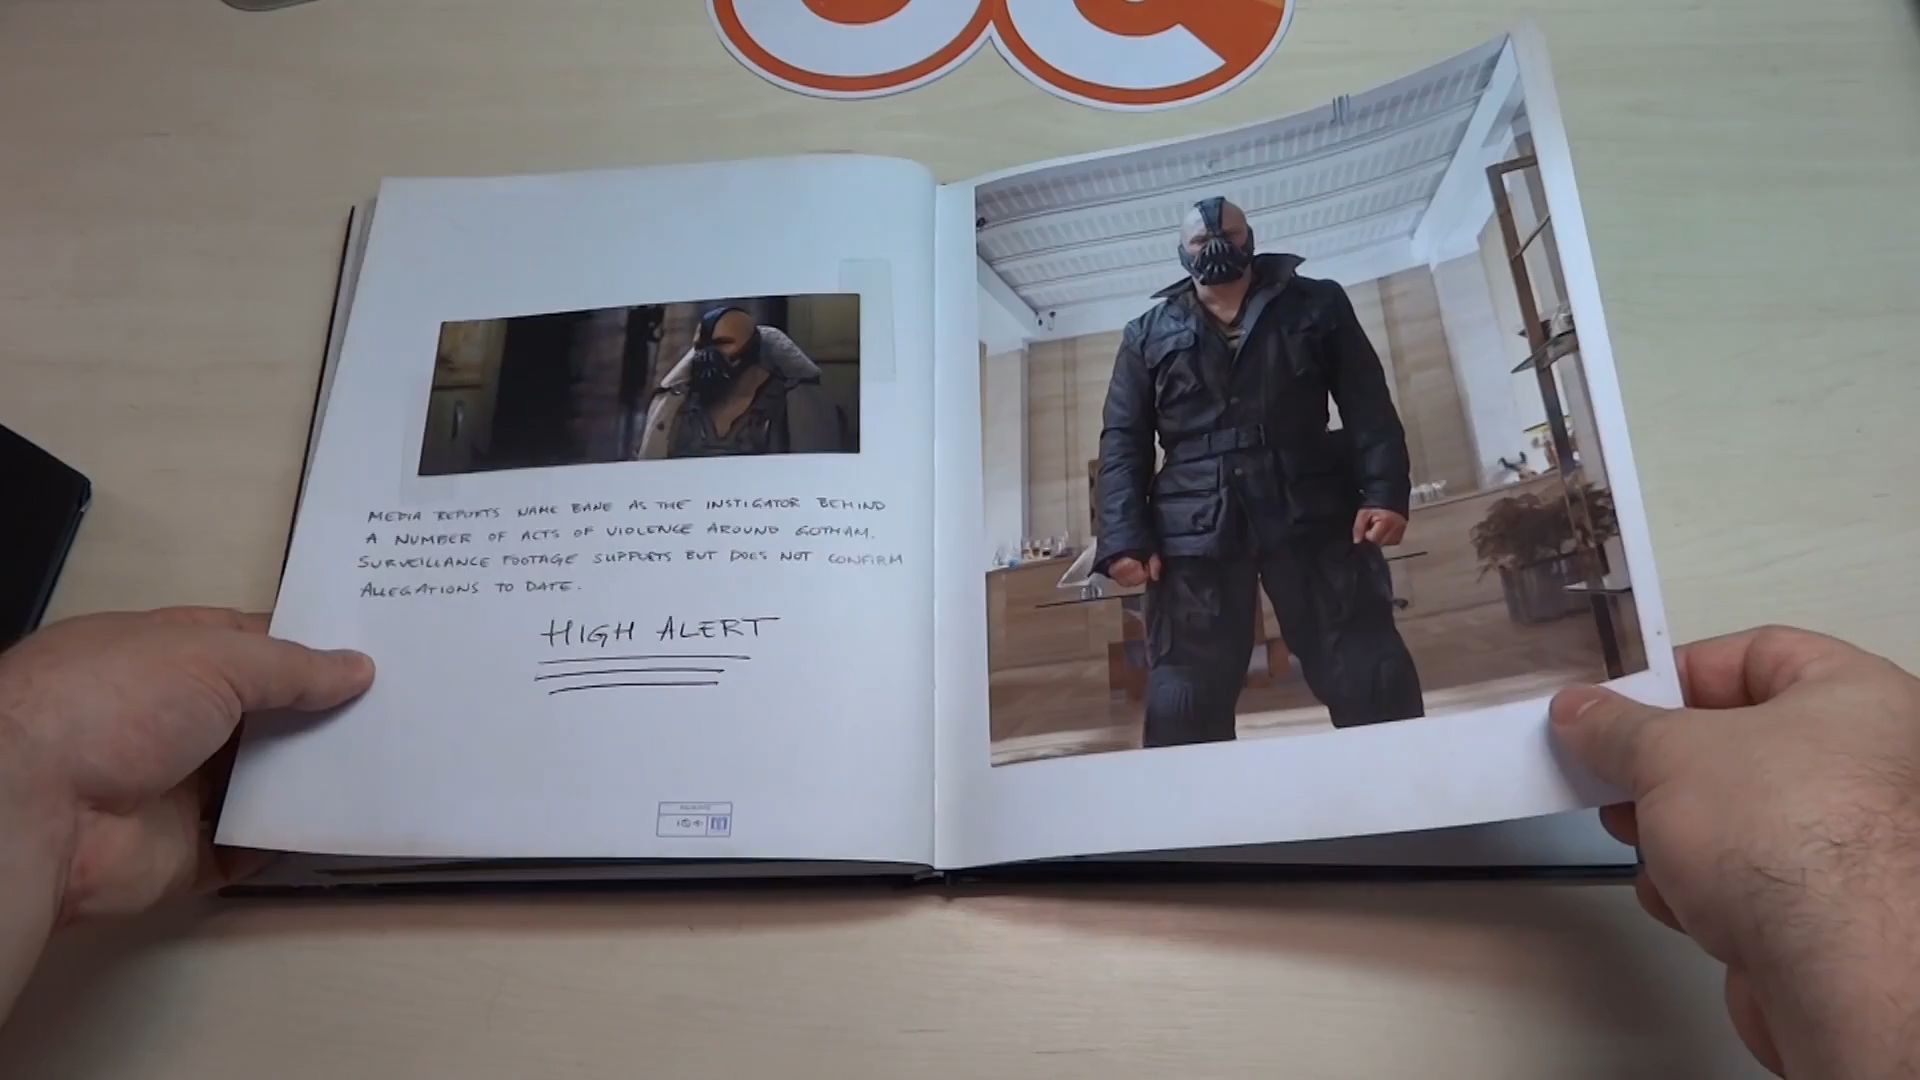 MEDIA REPORTS NAME BANE AS THE INSTIGATOR BEHIND
A NUMBER OF ACTS OF VIOLENCE AROUND GOTHAM.
SURVEILLANCE FOOTAGE SUPPORTS BUT DOES NOT CONFIRM
ALLEGATIONS TO DATE.
HIGH ALERT